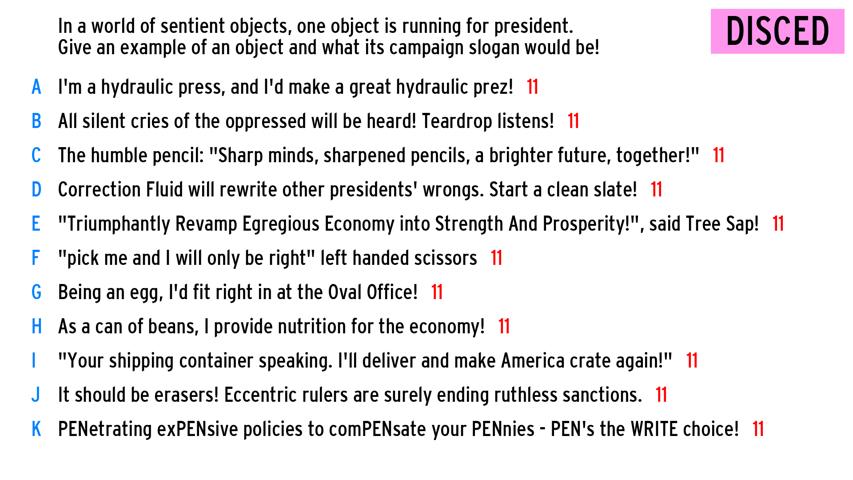 In a world of sentient objects, one object is running for president.
Give an example of an object and what its campaign slogan would be!
DISCED
A I'm a hydraulic press, and I'd make a great hydraulic prez! 11
B All silent cries of the oppressed will be heard! Teardrop listens! 11
C The humble pencil: "Sharp minds, sharpened pencils, a brighter future, together!" 11
D Correction Fluid will rewrite other presidents' wrongs. Start a clean slate! 11
E "Triumphantly Revamp Egregious Economy into Strength And Prosperity!", said Tree Sap! 11
F "pick me and I will only be right" left handed scissors 11
G Being an egg, I'd fit right in at the Oval Office! 11
H As a can of beans, I provide nutrition for the economy! 11
I "Your shipping container speaking. I'll deliver and make America crate again!" 11
J It should be erasers! Eccentric rulers are surely ending ruthless sanctions. 11
K PENetrating exPENsive policies to comPENsate your PENnies - PEN's the WRITE choice! 11